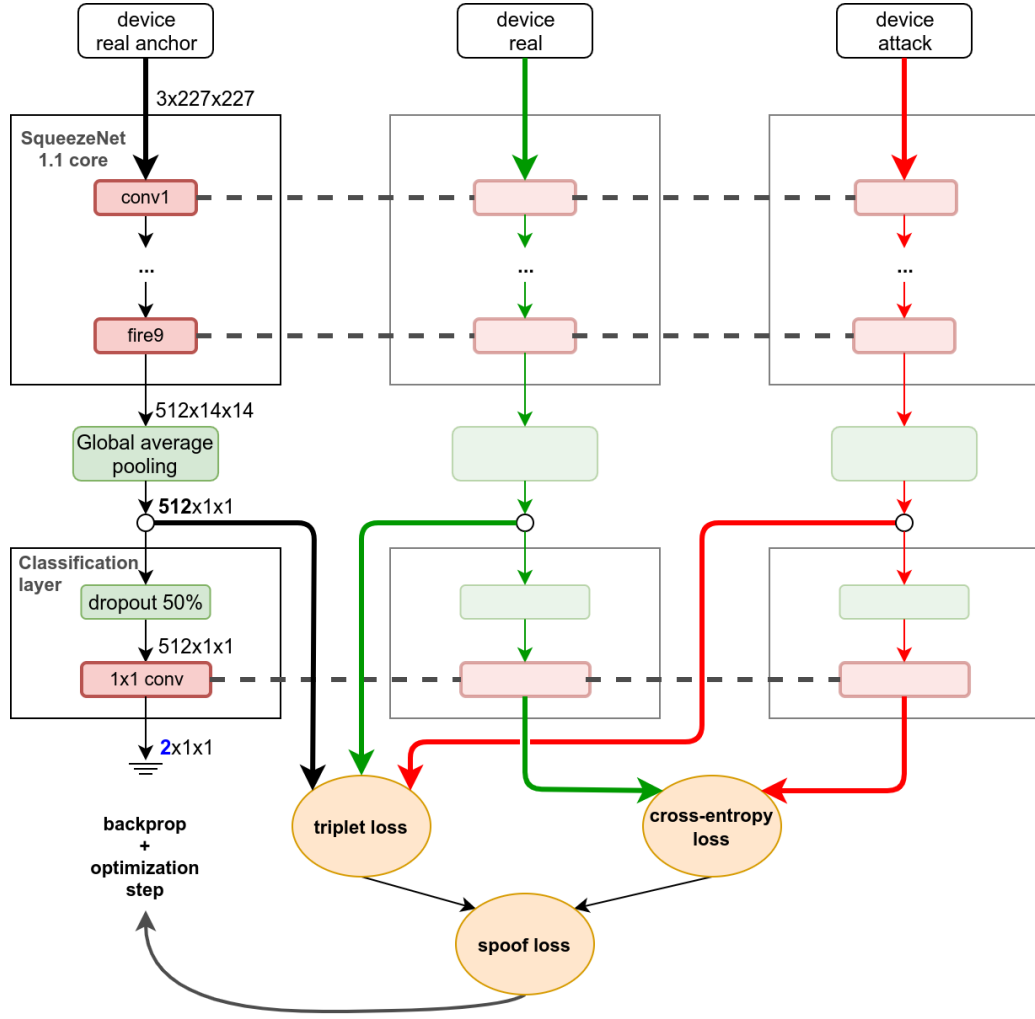 device
real anchor
device
real
device
attack
3x227x227
SqueezeNet
1.1 core
conv1
...
...
...
fire9
512x14x14
Global average
pooling
512x1x1
Classification
layer
dropout 50%
512x1x1
1x1 conv
2x1x1
triplet loss
cross-entropy
loss
backprop
+
optimization
step
spoof loss